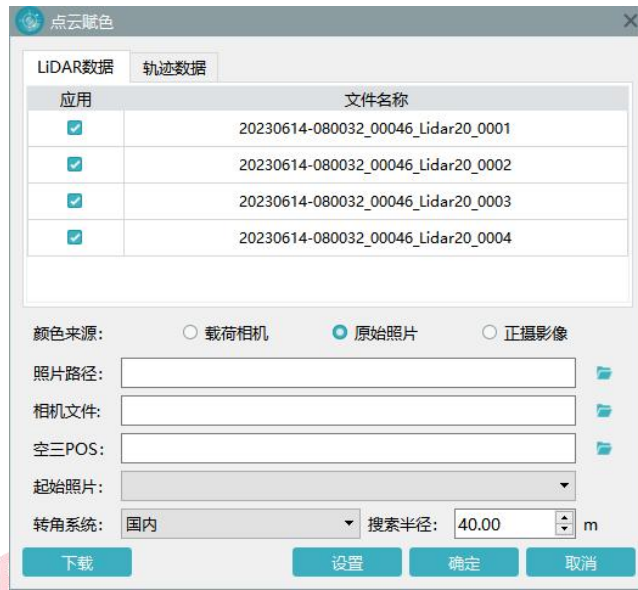 点云赋色
LiDAR数据 轨迹数据
应用 文件名称
20230614-080032_00046_Lidar20_0001
20230614-080032_00046_Lidar20_0002
20230614-080032_00046_Lidar20_0003
20230614-080032_00046_Lidar20_0004
颜色来源: 载荷相机 原始照片 正摄影像
照片路径:
相机文件:
空三POS:
起始照片:
转角系统: 国内 搜素半径: 40.00 m
下载 设置 确定 取消